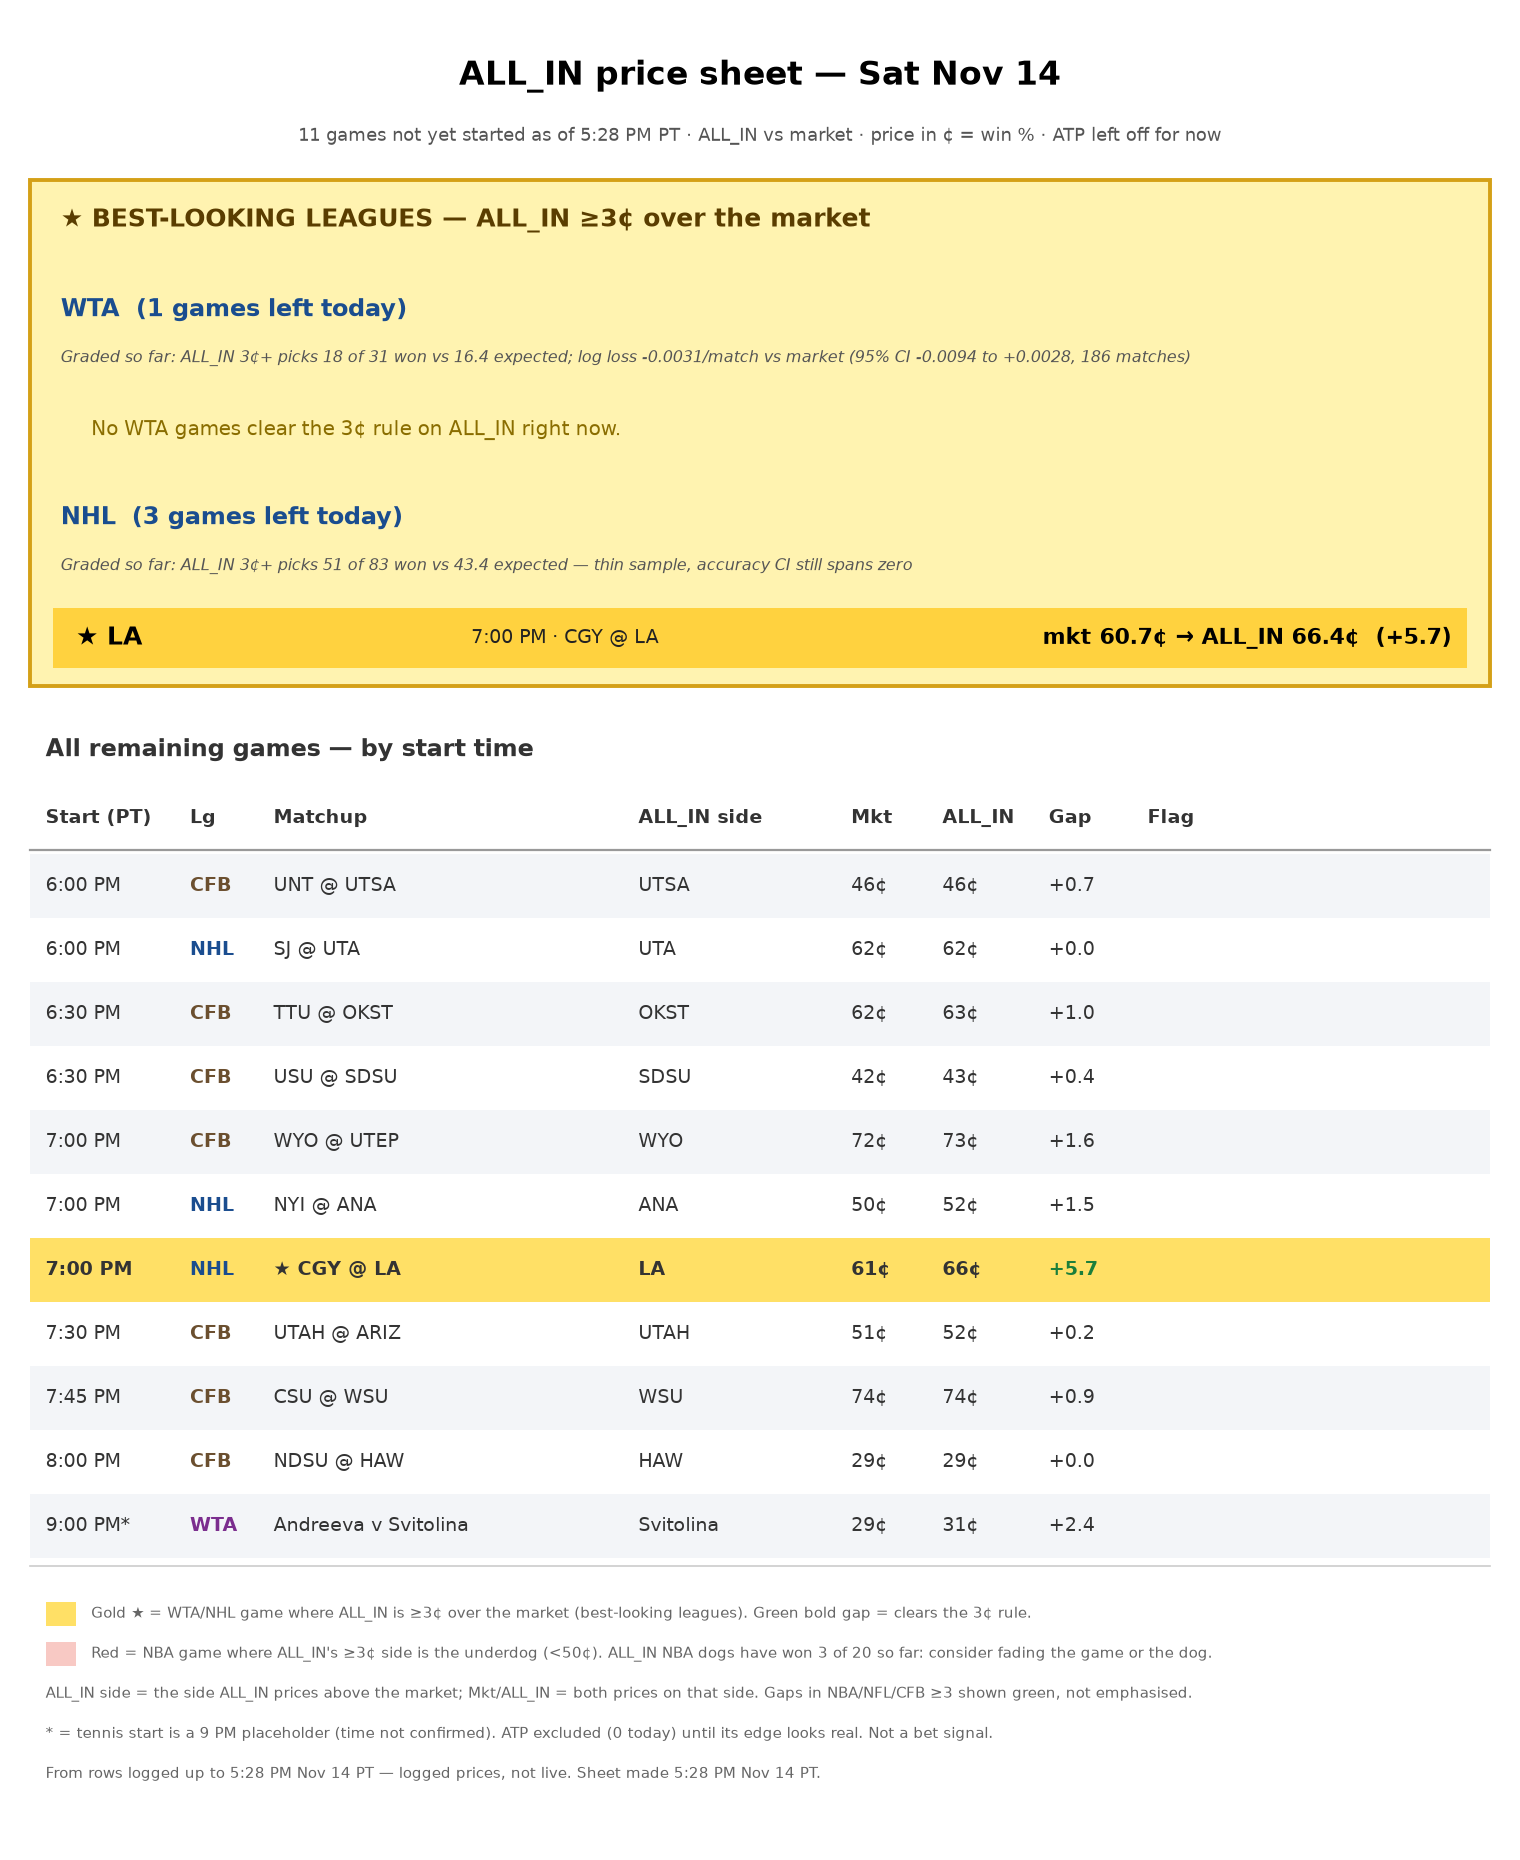 ALL_IN price sheet — Sat Nov 14
11 games not yet started as of 5:28 PM PT · ALL_IN vs market · price in ¢ = win % · ATP left off for now
★ BEST-LOOKING LEAGUES — ALL_IN ≥3¢ over the market
WTA (1 games left today)
Graded so far: ALL_IN 3¢+ picks 18 of 31 won vs 16.4 expected; log loss -0.0031/match vs market (95% CI -0.0094 to +0.0028, 186 matches)
No WTA games clear the 3¢ rule on ALL_IN right now.
NHL (3 games left today)
Graded so far: ALL_IN 3¢+ picks 51 of 83 won vs 43.4 expected — thin sample, accuracy CI still spans zero
★ LA 7:00 PM · CGY @ LA mkt 60.7¢ → ALL_IN 66.4¢ (+5.7)
All remaining games — by start time
Start (PT) Lg Matchup ALL_IN side Mkt ALL_IN Gap Flag
6:00 PM CFB UNT @ UTSA UTSA 46¢ 46¢ +0.7
6:00 PM NHL SJ @ UTA UTA 62¢ 62¢ +0.0
6:30 PM CFB TTU @ OKST OKST 62¢ 63¢ +1.0
6:30 PM CFB USU @ SDSU SDSU 42¢ 43¢ +0.4
7:00 PM CFB WYO @ UTEP WYO 72¢ 73¢ +1.6
7:00 PM NHL NYI @ ANA ANA 50¢ 52¢ +1.5
7:00 PM NHL ★ CGY @ LA LA 61¢ 66¢ +5.7
7:30 PM CFB UTAH @ ARIZ UTAH 51¢ 52¢ +0.2
7:45 PM CFB CSU @ WSU WSU 74¢ 74¢ +0.9
8:00 PM CFB NDSU @ HAW HAW 29¢ 29¢ +0.0
9:00 PM* WTA Andreeva v Svitolina Svitolina 29¢ 31¢ +2.4
Gold ★ = WTA/NHL game where ALL_IN is ≥3¢ over the market (best-looking leagues). Green bold gap = clears the 3¢ rule.
Red = NBA game where ALL_IN's ≥3¢ side is the underdog (<50¢). ALL_IN NBA dogs have won 3 of 20 so far: consider fading the game or the dog.
ALL_IN side = the side ALL_IN prices above the market; Mkt/ALL_IN = both prices on that side. Gaps in NBA/NFL/CFB ≥3 shown green, not emphasised.
* = tennis start is a 9 PM placeholder (time not confirmed). ATP excluded (0 today) until its edge looks real. Not a bet signal.
From rows logged up to 5:28 PM Nov 14 PT — logged prices, not live. Sheet made 5:28 PM Nov 14 PT.